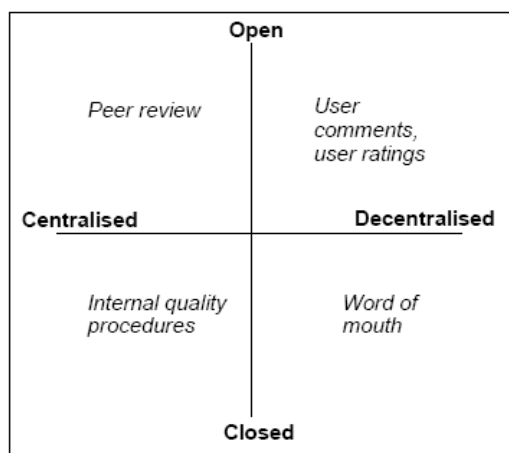 Open
Peer review
User
comments,
user ratings
Centralised
Decentralised
Internal quality
procedures
Word of
mouth
Closed